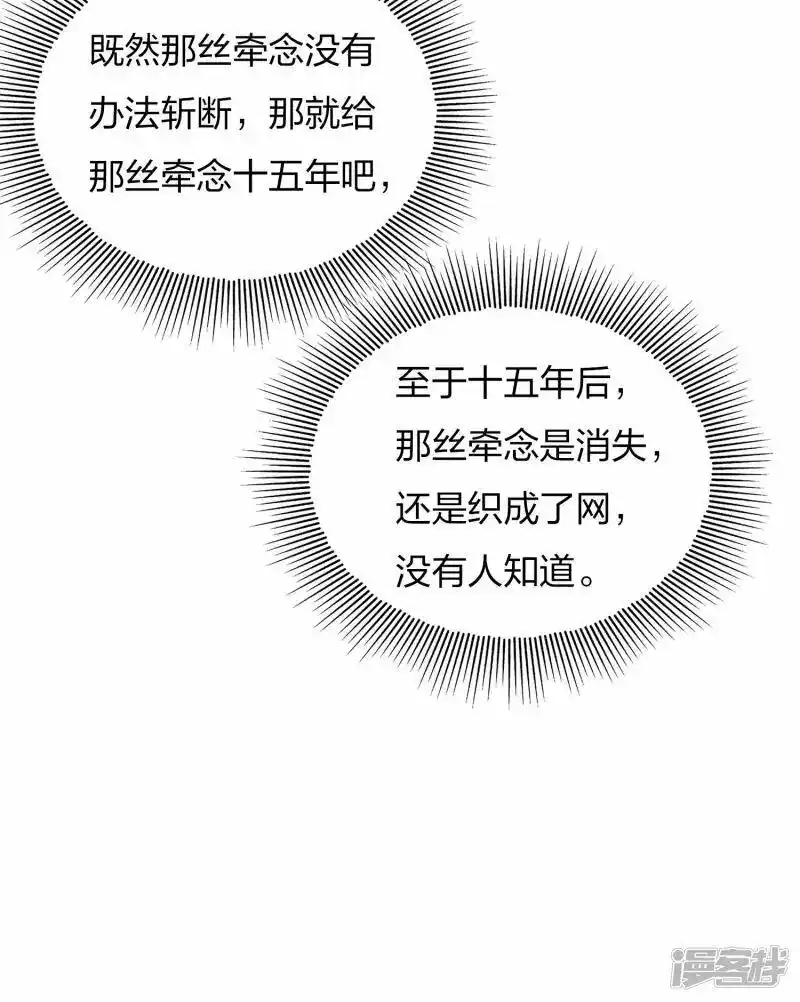 既然那丝牵念没有
办法斩断，那就给
那丝牵念十五年吧，
至于十五年后，
那丝牵念是消失，
还是织成了网，
没有人知道。
漫客栈